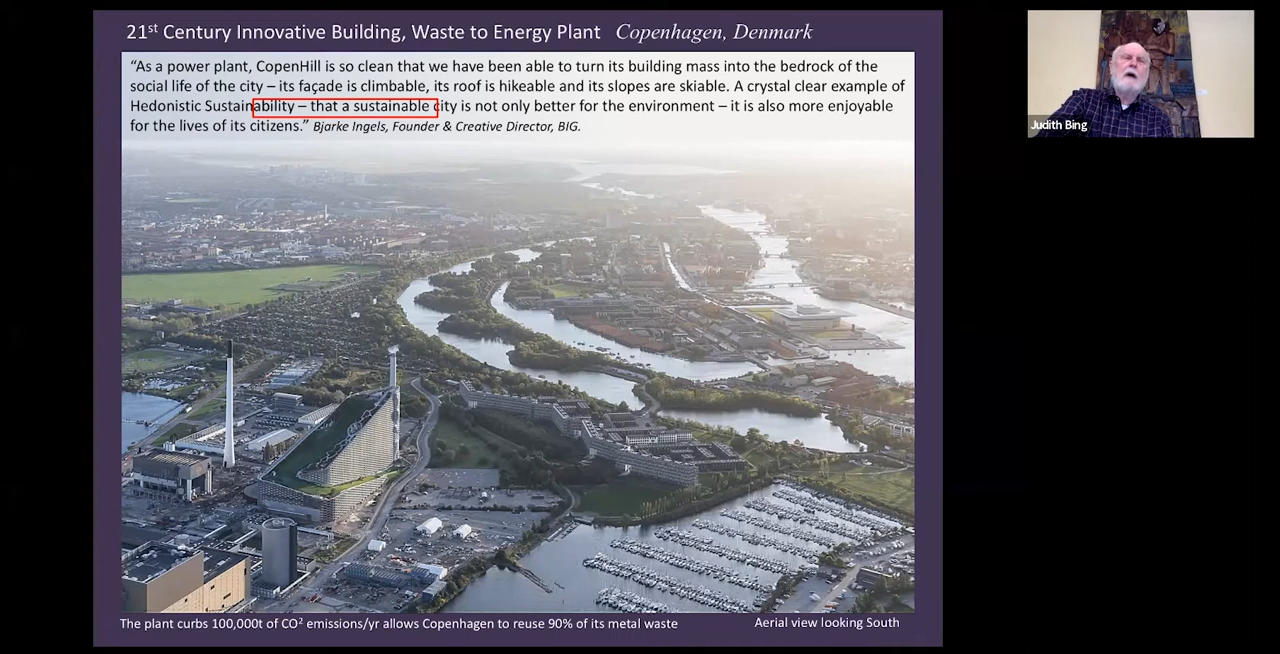 21st Century Innovative Building, Waste to Energy Plant Copenhagen, Denmark
“As a power plant, CopenHill is so clean that we have been able to turn its building mass into the bedrock of the
social life of the city – its façade is climbable, its roof is hikeable and its slopes are skiable. A crystal clear example of
Hedonistic Sustainability – that a sustainable city is not only better for the environment – it is also more enjoyable
for the lives of its citizens.” Bjarke Ingels, Founder & Creative Director, BIG.
Judith Bing
The plant curbs 100,000t of CO² emissions/yr allows Copenhagen to reuse 90% of its metal waste
Aerial view looking South